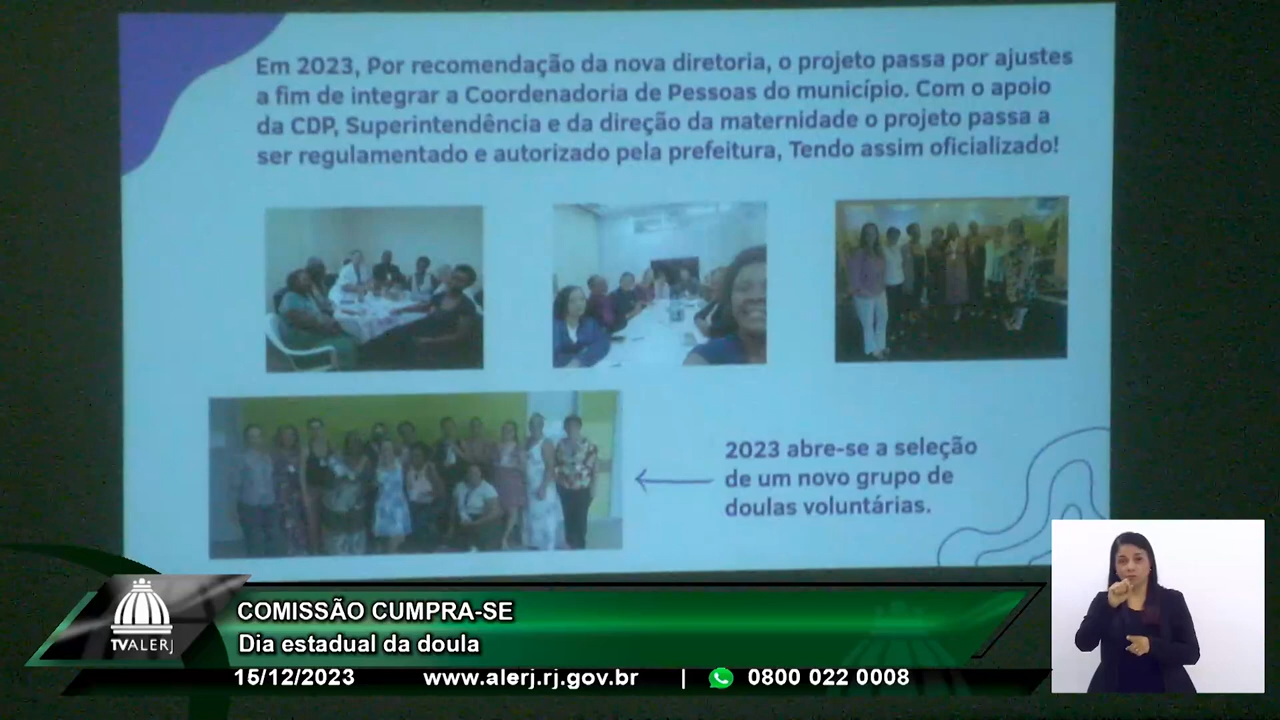 Em 2023, Por recomendação da nova diretoria, o projeto passa por ajustes
a fim de integrar a Coordenadoria de Pessoas do município. Com o apoio
da CDP, Superintendência e da direção da maternidade o projeto passa a
ser regulamentado e autorizado pela prefeitura, Tendo assim oficializado!
2023 abre-se a seleção
de um novo grupo de
doulas voluntárias.
COMISSÃO CUMPRA-SE
TVALERJ
Dia estadual da doula
15/12/2023 www.alerj.rj.gov.br | 0800 022 0008